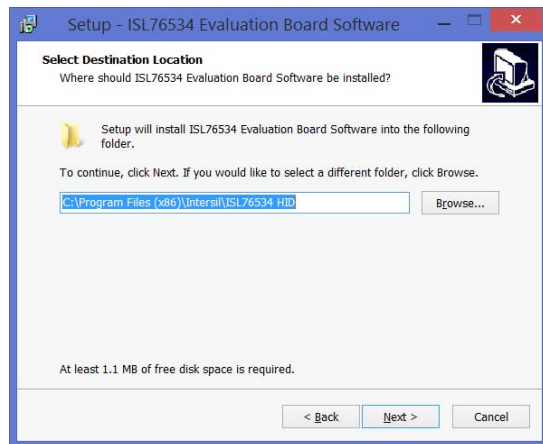 Setup - ISL76534 Evaluation Board Software
Select Destination Location
Where should ISL76534 Evaluation Board Software be installed?
Setup will install ISL76534 Evaluation Board Software into the following
folder.
To continue, click Next. If you would like to select a different folder, click Browse.
C:\Program Files (x86)\Intersil\ISL76534 HID
Browse...
At least 1.1 MB of free disk space is required.
< Back
Next >
Cancel